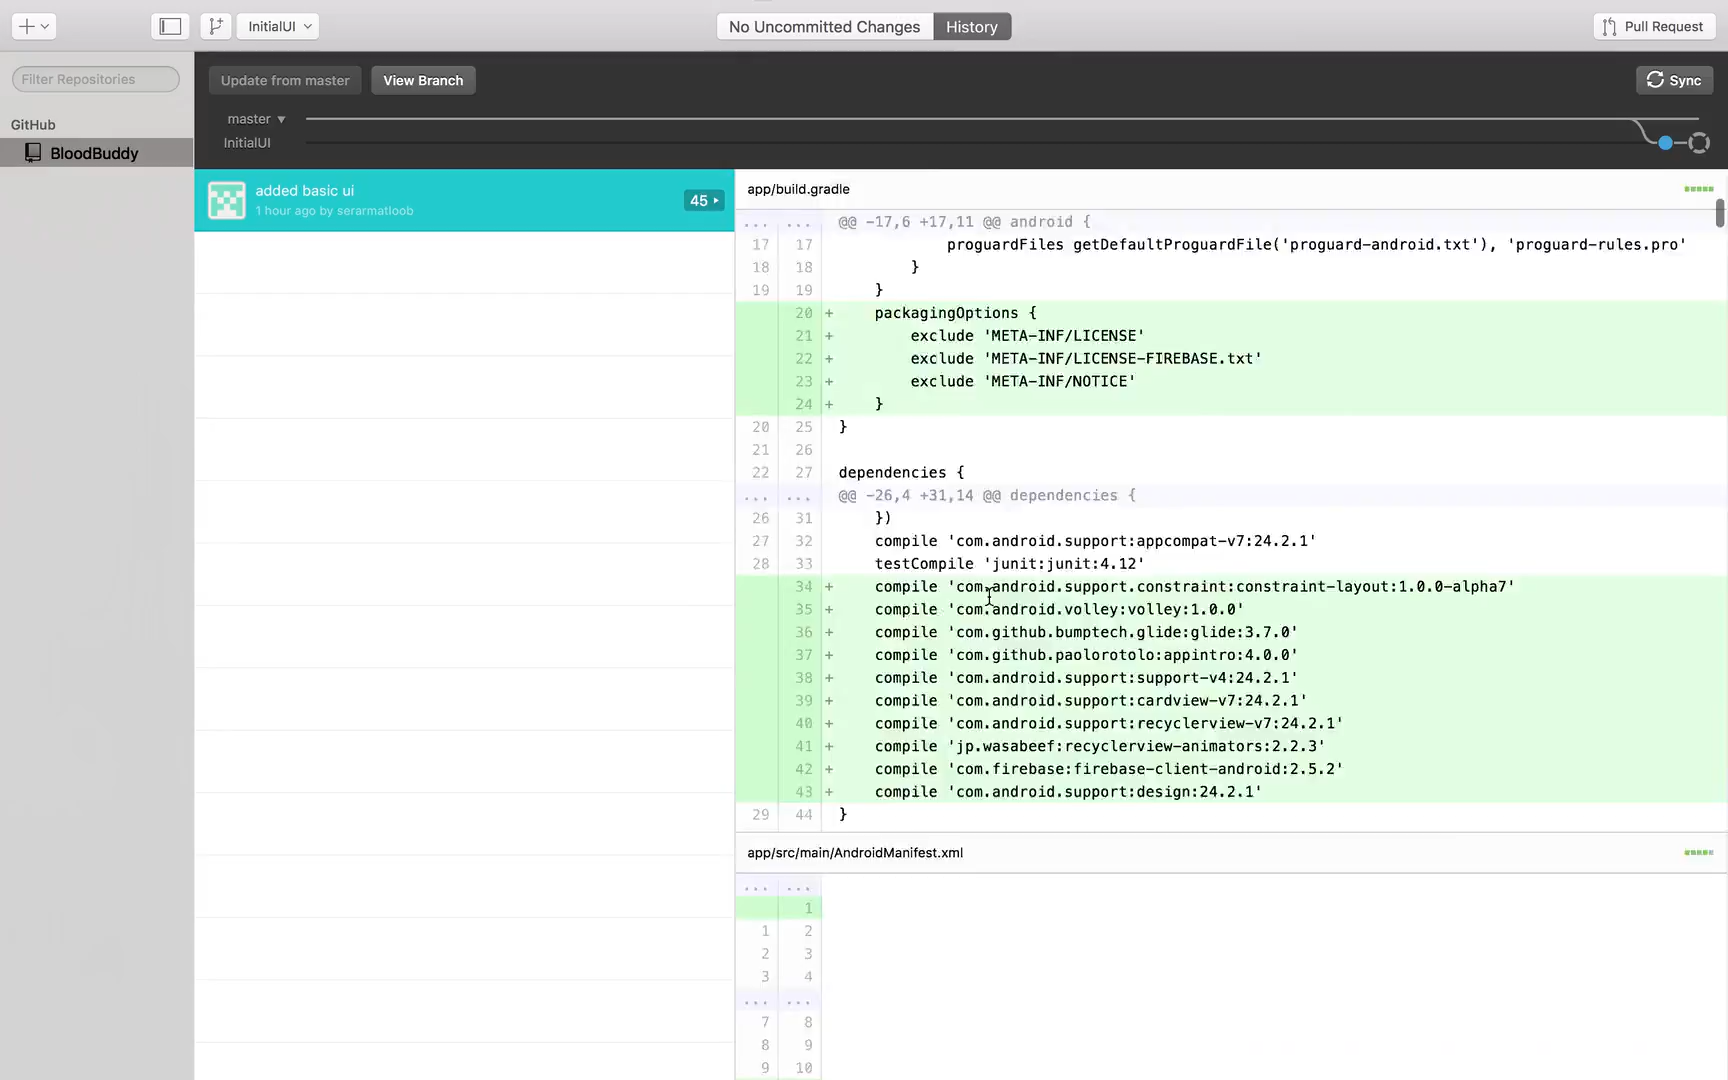 InitialUI
No Uncommitted Changes
History
Pull Request
Filter Repositories
Update from master
View Branch
Sync
GitHub
master
InitialUI
BloodBuddy
added basic ui
1 hour ago by serarmatloob
45
app/build.gradle
... ... @@ -17,6 +17,11 @@ android {
17 17 proguardFiles getDefaultProguardFile('proguard-android.txt'), 'proguard-rules.pro'
18 18 }
19 19 }
20 + packagingOptions {
21 + exclude 'META-INF/LICENSE'
22 + exclude 'META-INF/LICENSE-FIREBASE.txt'
23 + exclude 'META-INF/NOTICE'
24 + }
20 25 }
21 26
22 27 dependencies {
... ... @@ -26,4 +31,14 @@ dependencies {
26 31 })
27 32 compile 'com.android.support:appcompat-v7:24.2.1'
28 33 testCompile 'junit:junit:4.12'
34 + compile 'com.android.support.constraint:constraint-layout:1.0.0-alpha7'
35 + compile 'com.android.volley:volley:1.0.0'
36 + compile 'com.github.bumptech.glide:glide:3.7.0'
37 + compile 'com.github.paolorotolo:appintro:4.0.0'
38 + compile 'com.android.support:support-v4:24.2.1'
39 + compile 'com.android.support:cardview-v7:24.2.1'
40 + compile 'com.android.support:recyclerview-v7:24.2.1'
41 + compile 'jp.wasabeef:recyclerview-animators:2.2.3'
42 + compile 'com.firebase:firebase-client-android:2.5.2'
43 + compile 'com.android.support:design:24.2.1'
29 44 }
app/src/main/AndroidManifest.xml
... ...
1
1 2
2 3
3 4
... ...
7 8
8 9
9 10